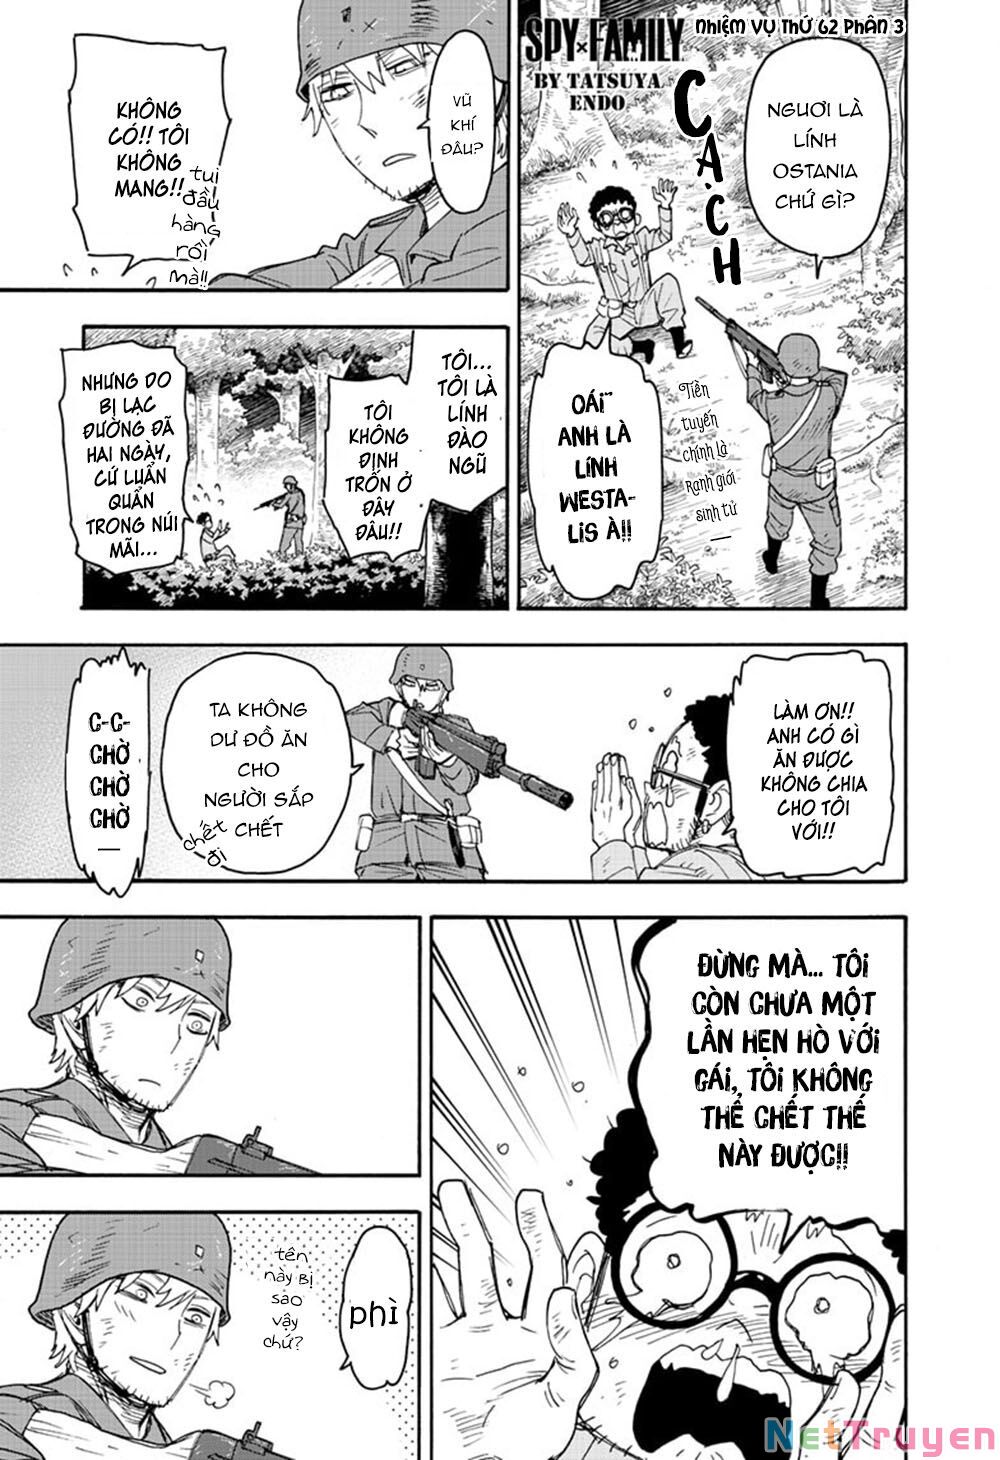 NHIỆM VỤ THỨ 62 PHẦN 3
SPY×FAMILY
BY TATSUYA
ENDO
CẠCH
NGƯƠI LÀ
LÍNH
OSTANIA
CHỨ GÌ?
OÁI¨
ANH LÀ
LÍNH
WESTA-
LIS À!!
Tiền
tuyến
chính là
Ranh giới
sinh tử
—
VŨ
KHÍ
ĐÂU?
KHÔNG
CÓ!! TÔI
KHÔNG
MANG!!
tui
đầu
hàng
rồi
mà!!
TÔI...
TÔI LÀ
LÍNH
ĐÀO
NGŨ
TÔI
KHÔNG
ĐỊNH
TRỐN Ở
ĐÂY
ĐÂU!!
NHƯNG DO
BỊ LẠC
ĐƯỜNG ĐÃ
HAI NGÀY,
CỨ LUẨN
QUẨN
TRONG NÚI
MÃI...
LÀM ƠN!!
ANH CÓ GÌ
ĂN ĐƯỢC
KHÔNG CHIA
CHO TÔI
VỚI!!
TA KHÔNG
DƯ ĐỒ ĂN
CHO
NGƯỜI SẮP
CHẾT
chết
đi
C-C-
CHỜ
CHỜ
CHỜ
—
ĐỪNG MÀ... TÔI
CÒN CHƯA MỘT
LẦN HẸN HÒ VỚI
GÁI, TÔI KHÔNG
THỂ CHẾT THẾ
NÀY ĐƯỢC!!
phì
tên
này bị
sao
vậy
chứ?
NetTruyen